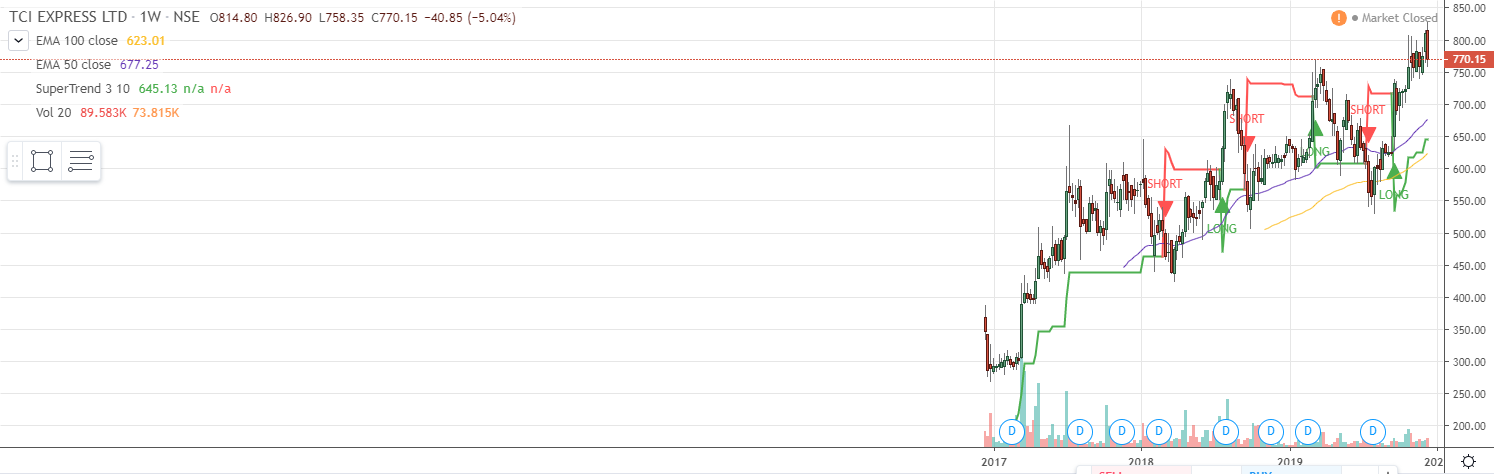 TCI EXPRESS LTD · 1W · NSE O814.80 H826.90 L758.35 C770.15 −40.85 (−5.04%)
! Market Closed
EMA 100 close 623.01
EMA 50 close 677.25
SuperTrend 3 10 645.13 n/a n/a
Vol 20 89.583K 73.815K
850.00
800.00
770.15
750.00
700.00
650.00
600.00
550.00
500.00
450.00
400.00
350.00
300.00
250.00
200.00
SHORT
SHORT
SHORT
LONG
LONG
LONG
D D D D D D D D
2017 2018 2019 202
SELL BUY